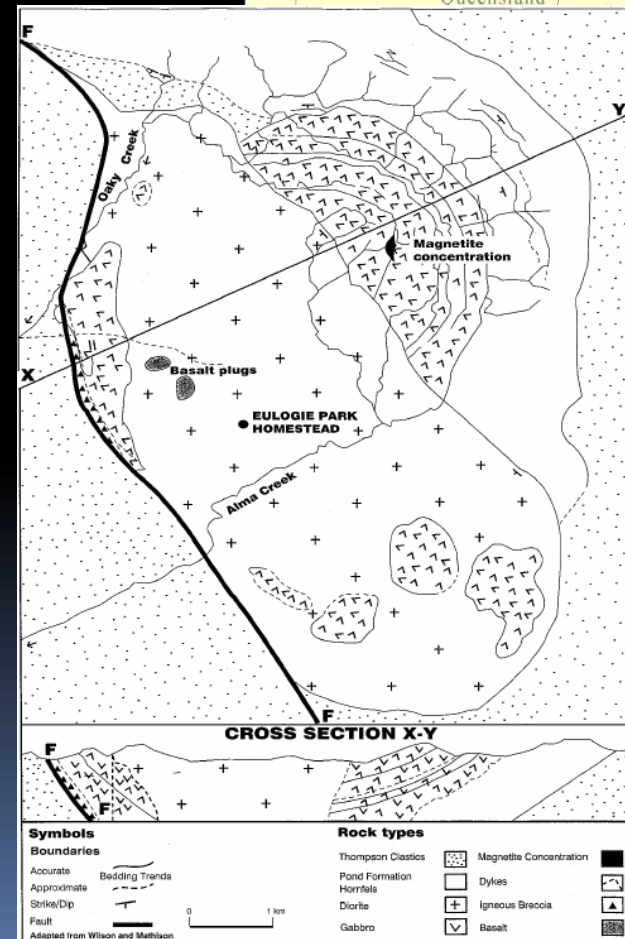 Queensland
F
Y
Oaky Creek
Magnetite
concentration
X
Basalt plugs
EULOGIE PARK
HOMESTEAD
Alma Creek
F
CROSS SECTION X-Y
F
F
Symbols
Boundaries
Accurate
Bedding Trends
Approximate
Strike/Dip
Fault
Adapted from Wilson and Mathison
0 1 km
Rock types
Thompson Clastics
Pond Formation
Hornfels
Diorite
Gabbro
Magnetite Concentration
Dykes
Igneous Breccia
Basalt